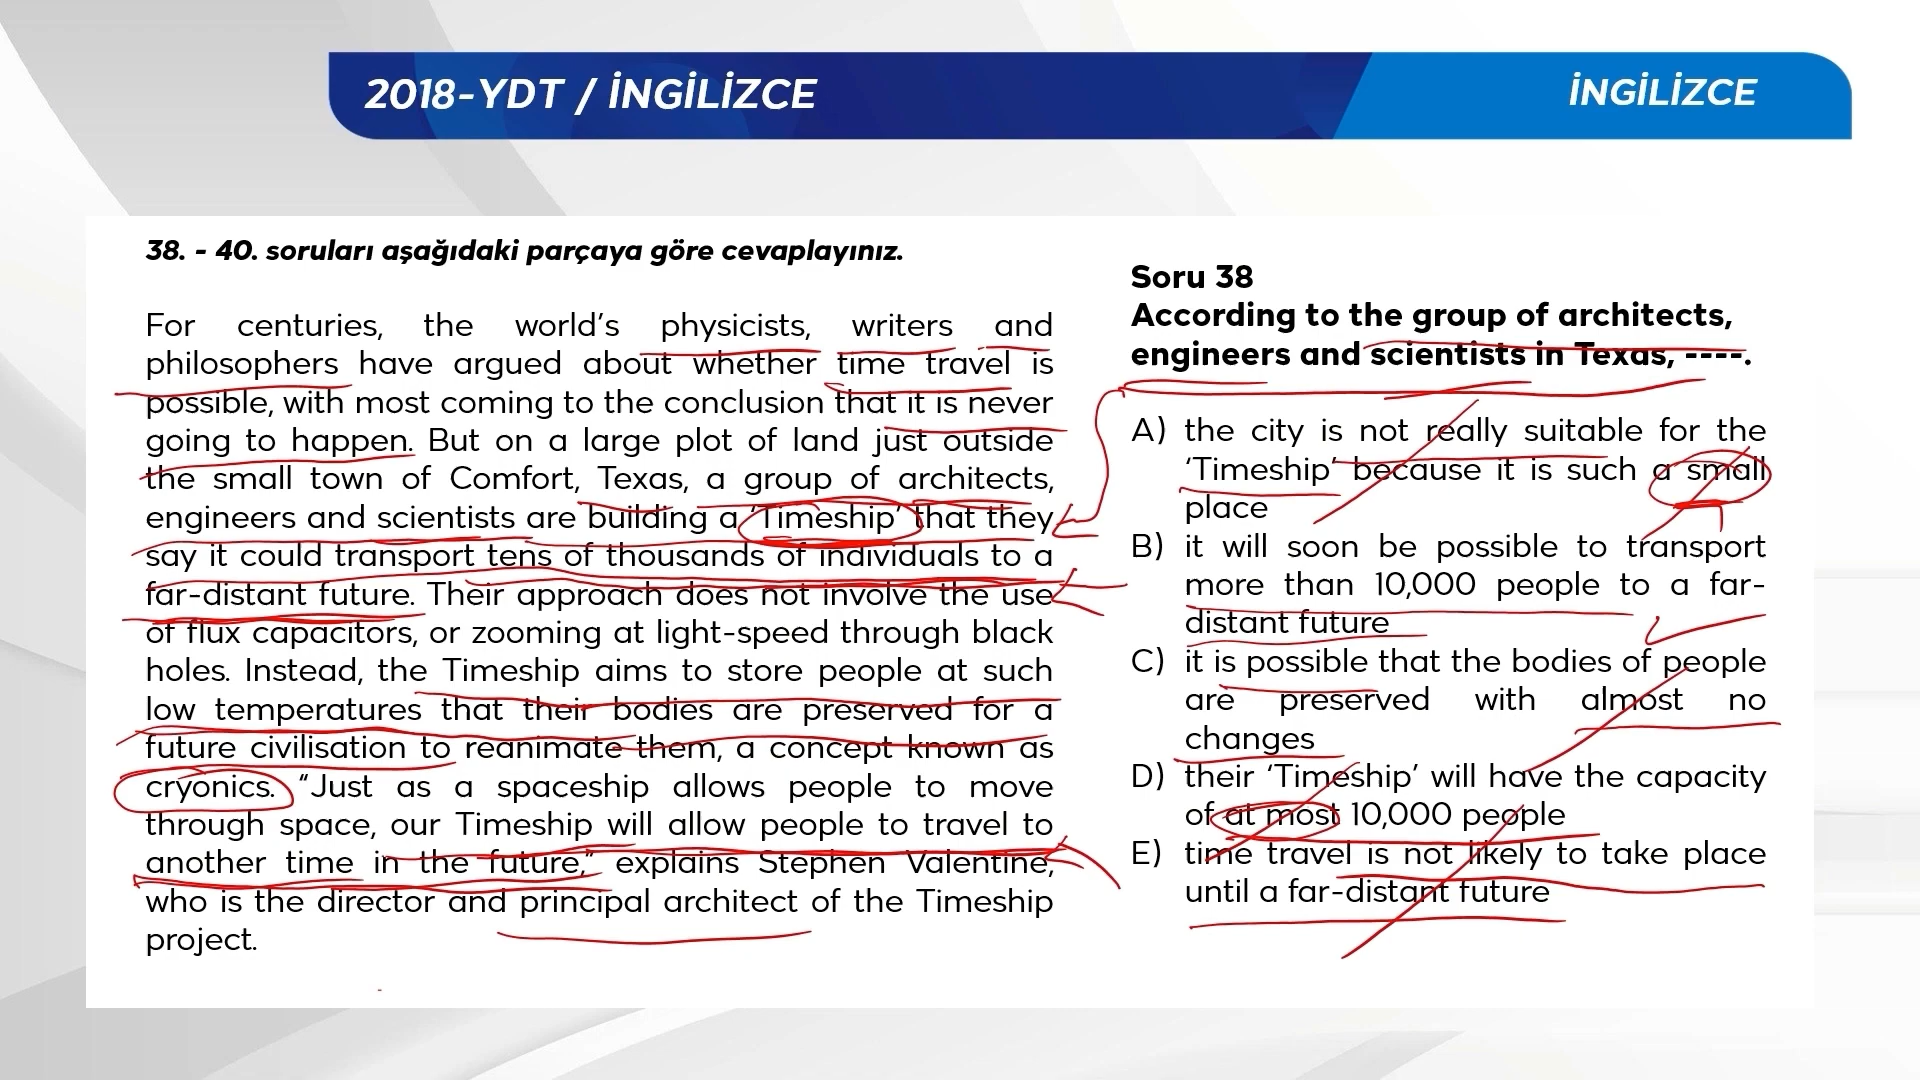 2018-YDT / İNGİLİZCE
İNGİLİZCE
38. - 40. soruları aşağıdaki parçaya göre cevaplayınız.
For centuries, the world’s physicists, writers and
philosophers have argued about whether time travel is
possible, with most coming to the conclusion that it is never
going to happen. But on a large plot of land just outside
the small town of Comfort, Texas, a group of architects,
engineers and scientists are building a ‘Timeship’ that they
say it could transport tens of thousands of individuals to a
far-distant future. Their approach does not involve the use
of flux capacitors, or zooming at light-speed through black
holes. Instead, the Timeship aims to store people at such
low temperatures that their bodies are preserved for a
future civilisation to reanimate them, a concept known as
cryonics. “Just as a spaceship allows people to move
through space, our Timeship will allow people to travel to
another time in the future,” explains Stephen Valentine,
who is the director and principal architect of the Timeship
project.
Soru 38
According to the group of architects,
engineers and scientists in Texas, ----.
A) the city is not really suitable for the
‘Timeship’ because it is such a small
place
B) it will soon be possible to transport
more than 10,000 people to a far-
distant future
C) it is possible that the bodies of people
are preserved with almost no
changes
D) their ‘Timeship’ will have the capacity
of at most 10,000 people
E) time travel is not likely to take place
until a far-distant future